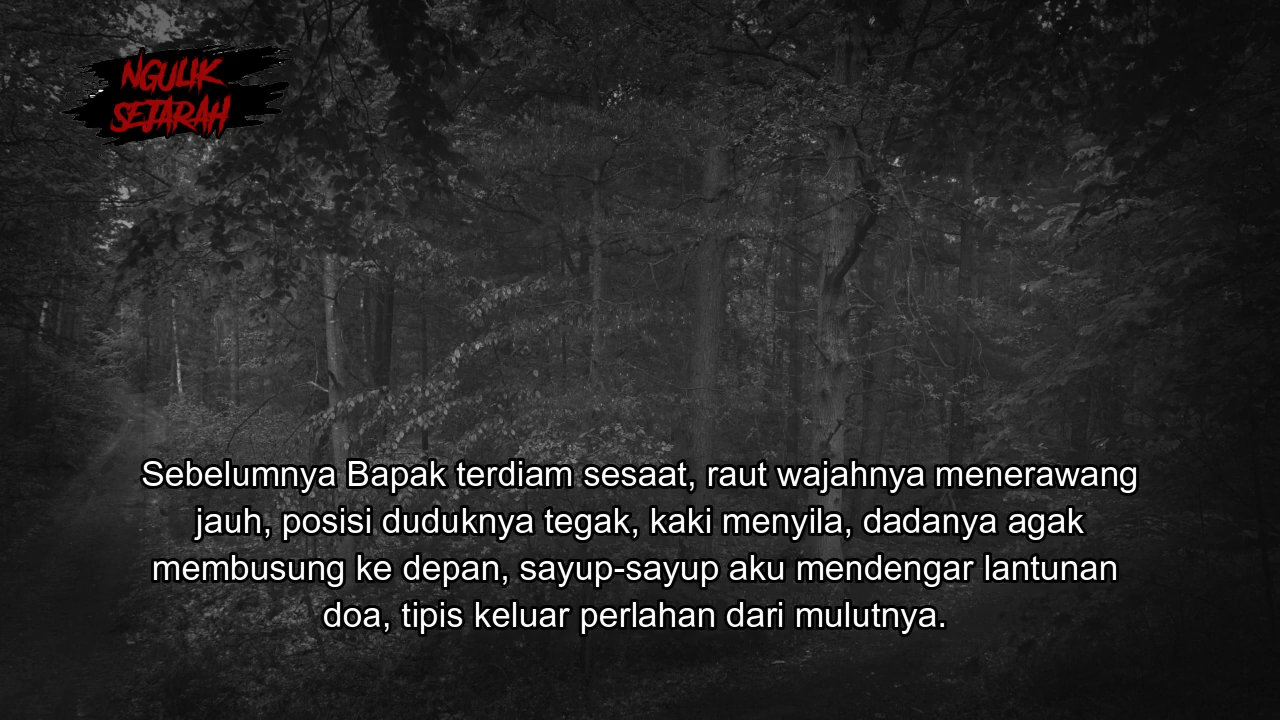 NGULIK
SEJARAH
Sebelumnya Bapak terdiam sesaat, raut wajahnya menerawang
jauh, posisi duduknya tegak, kaki menyila, dadanya agak
membusung ke depan, sayup-sayup aku mendengar lantunan
doa, tipis keluar perlahan dari mulutnya.